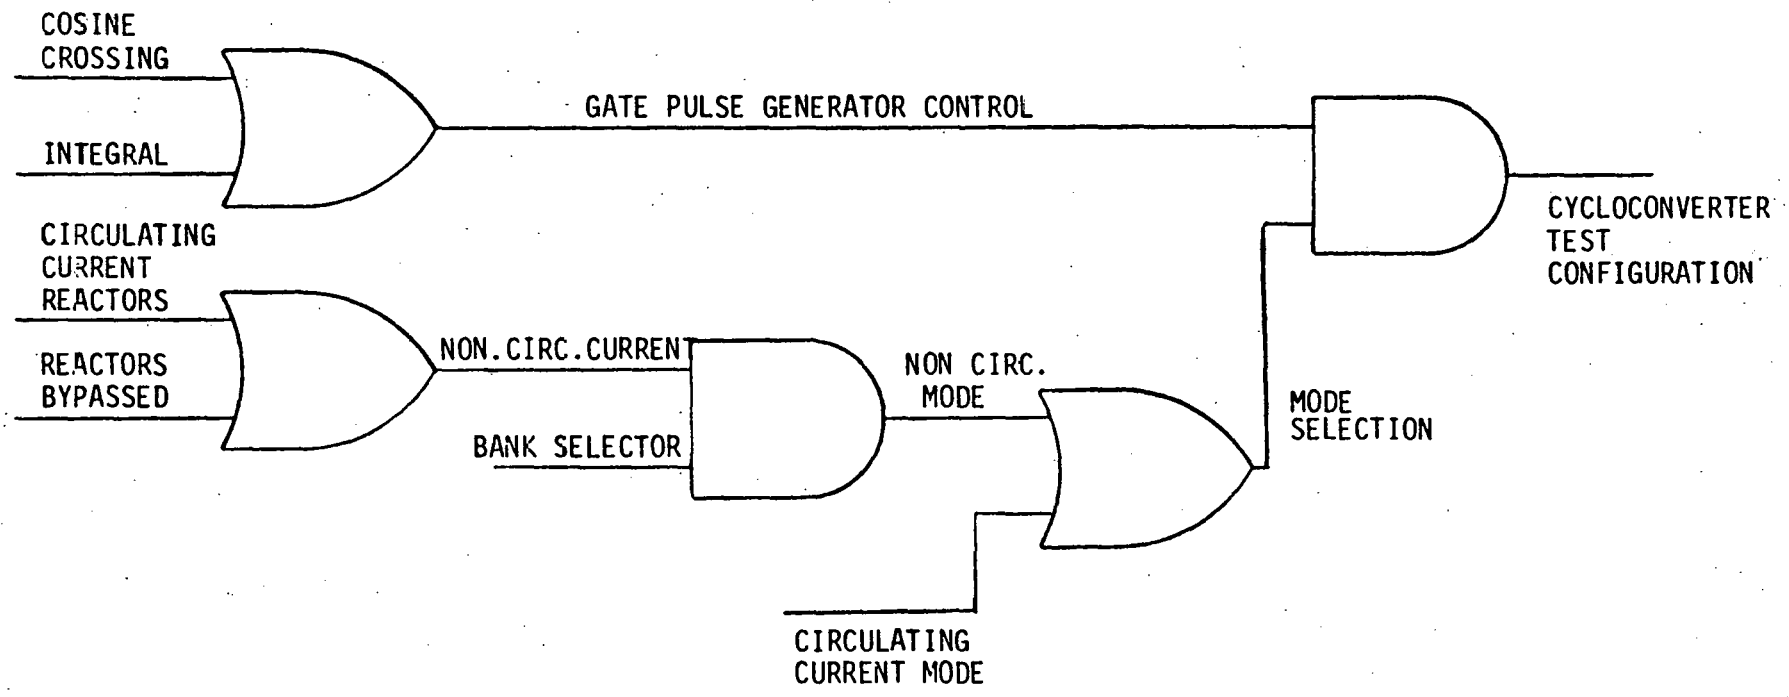 COSINE
CROSSING
GATE PULSE GENERATOR CONTROL
INTEGRAL
CYCLOCONVERTER
TEST
CONFIGURATION
CIRCULATING
CURRENT
REACTORS
REACTORS
BYPASSED
NON.CIRC.CURRENT
NON CIRC.
MODE
MODE
SELECTION
BANK SELECTOR
CIRCULATING
CURRENT MODE